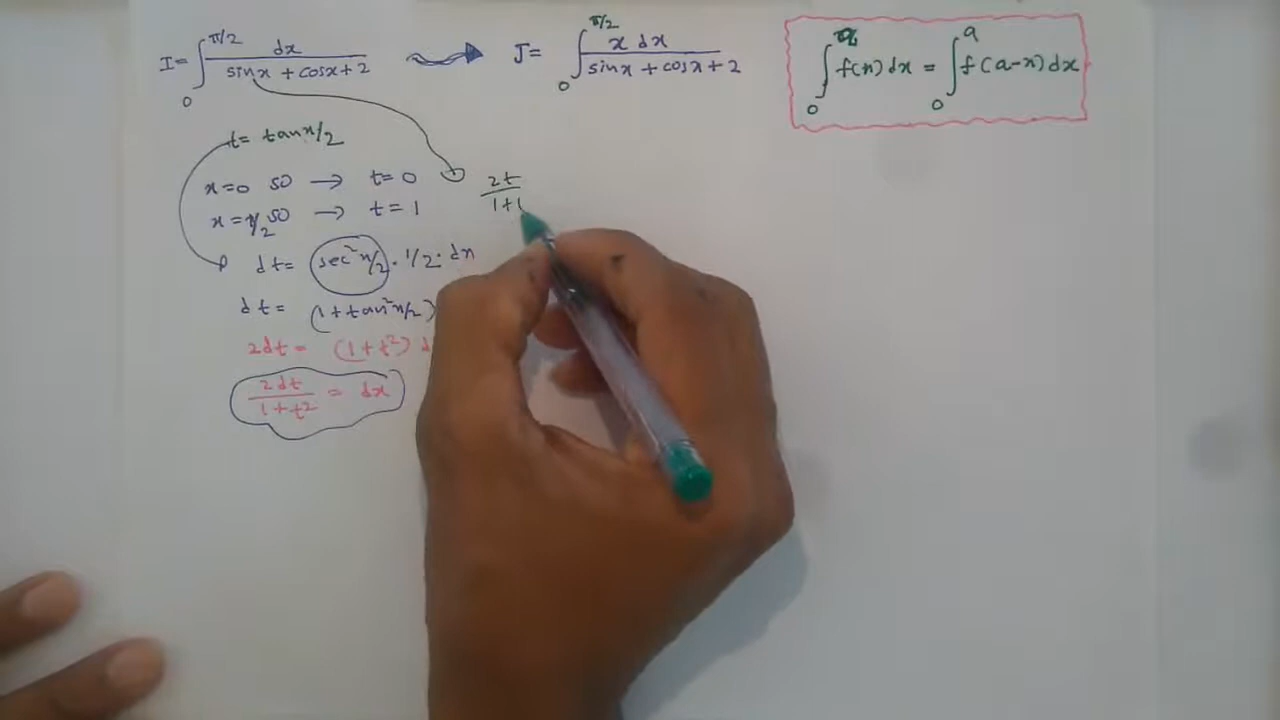 I = ∫₀^π/2 dx / (sinx + cosx + 2) → J = ∫₀^π/2 x dx / (sinx + cosx + 2)
∫₀^a f(x) dx = ∫₀^a f(a-x) dx
t = tan x/2
x=0 so → t=0
x=π/2 so → t=1
2t / 1+t
dt = sec²x/2 · 1/2 · dx
dt = (1+tan²x/2)
2dt = (1+t²) d
2dt / 1+t² = dx